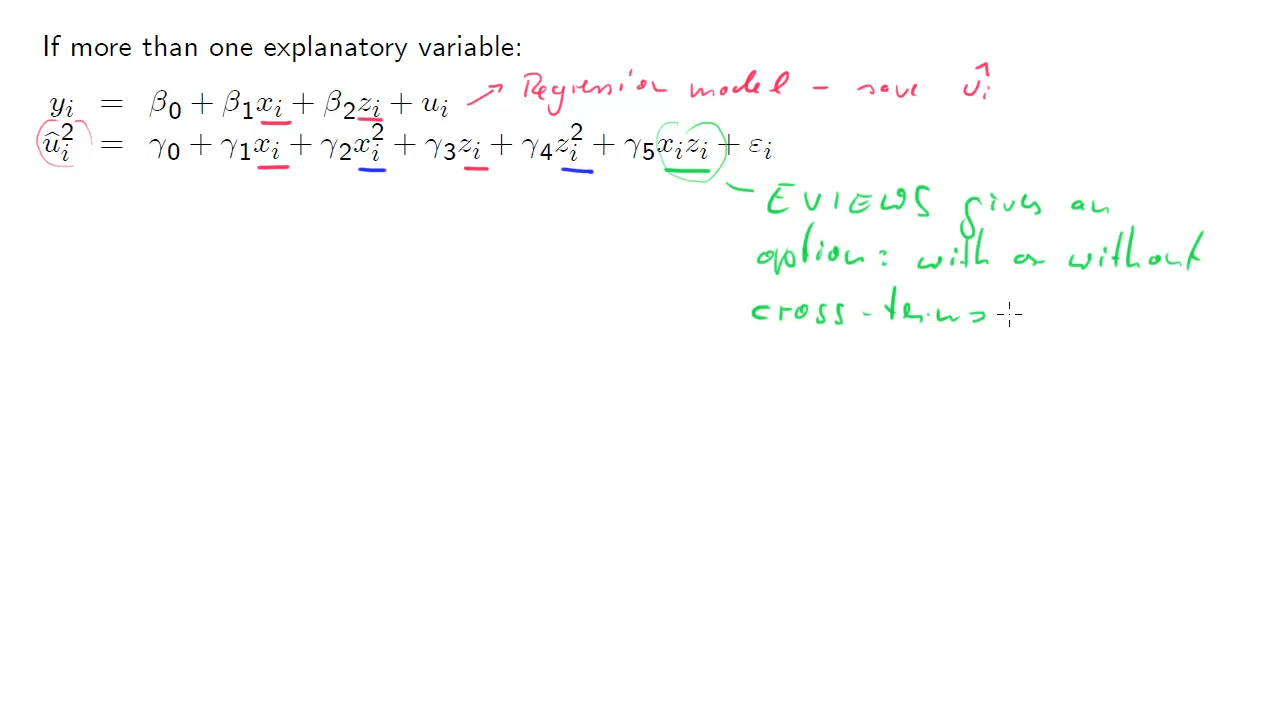 If more than one explanatory variable:
yᵢ = β₀ + β₁xᵢ + β₂zᵢ + uᵢ → Regression model - save ûᵢ
ûᵢ² = γ₀ + γ₁xᵢ + γ₂xᵢ² + γ₃zᵢ + γ₄zᵢ² + γ₅xᵢzᵢ + εᵢ
EVIEWS gives an
option: with or without
cross-terms